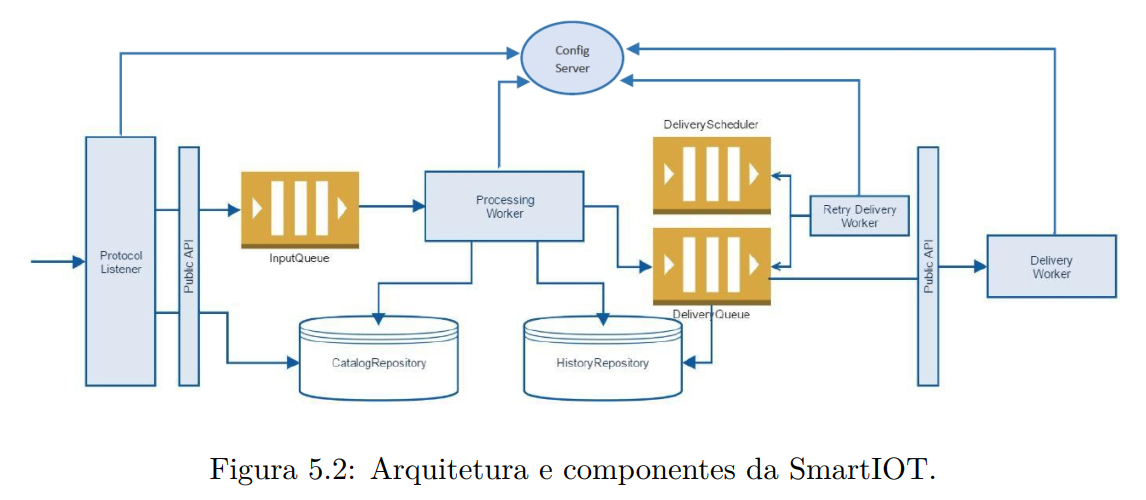 Config
Server
DeliveryScheduler
Processing
Worker
Retry Delivery
Worker
Protocol
Listener
Public API
InputQueue
DeliveryQueue
Public API
Delivery
Worker
CatalogRepository
HistoryRepository
Figura 5.2: Arquitetura e componentes da SmartIOT.